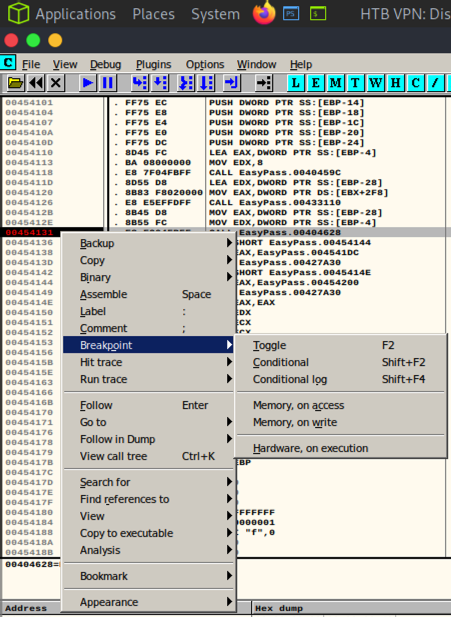 Applications Places System PS $ HTB VPN: Dis
C File View Debug Plugins Options Window Help
L E M T W H C /
00454101 . FF75 EC PUSH DWORD PTR SS:[EBP-14]
00454104 . FF75 E8 PUSH DWORD PTR SS:[EBP-18]
00454107 . FF75 E4 PUSH DWORD PTR SS:[EBP-1C]
0045410A . FF75 E0 PUSH DWORD PTR SS:[EBP-20]
0045410D . FF75 DC PUSH DWORD PTR SS:[EBP-24]
00454110 . 8D45 FC LEA EAX,DWORD PTR SS:[EBP-4]
00454113 . BA 08000000 MOV EDX,8
00454118 . E8 7F04FBFF CALL EasyPass.0040459C
0045411D . 8D55 D8 LEA EDX,DWORD PTR SS:[EBP-28]
00454120 . 8B83 F8020000 MOV EAX,DWORD PTR DS:[EBX+2F8]
00454126 . E8 E5EFFDFF CALL EasyPass.00433110
0045412B . 8B45 D8 MOV EAX,DWORD PTR SS:[EBP-28]
0045412E . 8B55 FC MOV EDX,DWORD PTR SS:[EBP-4]
00454131 EasyPass.00404628
00454136 SHORT EasyPass.00454144
00454138 EAX,EasyPass.004541DC
0045413D EasyPass.00427A30
00454142 SHORT EasyPass.0045414E
00454144 EAX,EasyPass.00454200
00454149 EasyPass.00427A30
0045414E EAX,EAX
00454150 EDX
00454151 ECX
00454152 ECX
00454153
00454156
0045415B
0045415E
00454163
00454166
0045416B
00454170
00454171
00454176
00454179
0045417B EBP
0045417C
0045417D
0045417E
0045417F
00454180 FFFFFFFF
00454184 0000001
00454188 "f",0
0045418A
0045418B
Backup
Copy
Binary
Assemble Space
Label :
Comment ;
Breakpoint
Hit trace
Run trace
Follow Enter
Go to
Follow in Dump
View call tree Ctrl+K
Search for
Find references to
View
Copy to executable
Analysis
Bookmark
Appearance
Toggle F2
Conditional Shift+F2
Conditional log Shift+F4
Memory, on access
Memory, on write
Hardware, on execution
00404628=
Address Hex dump